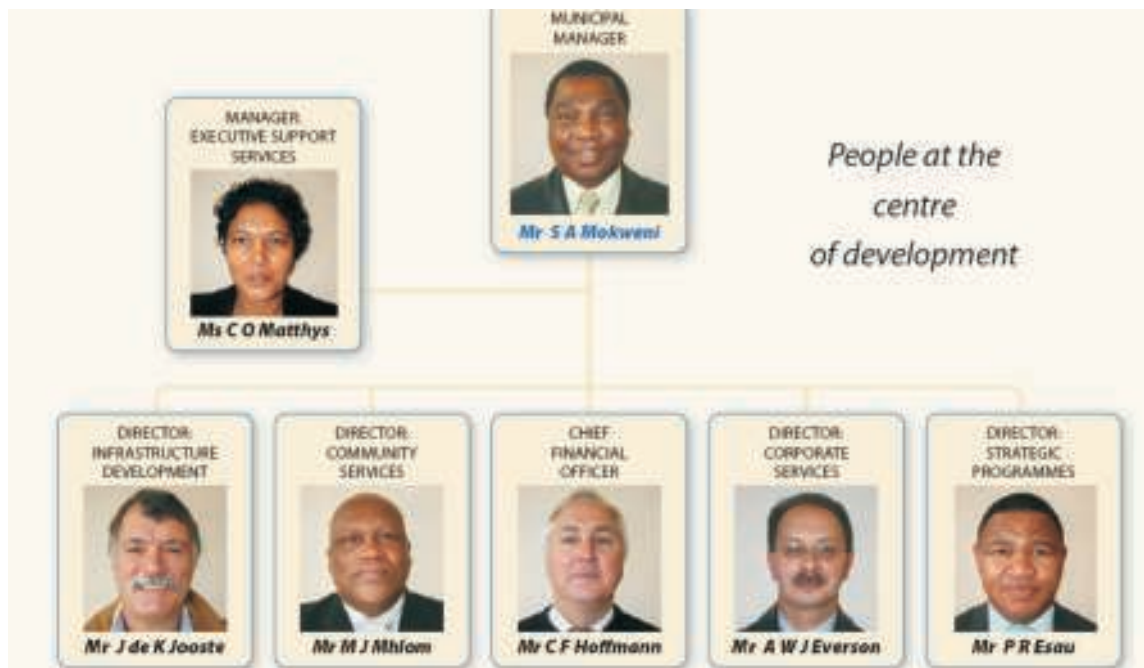 MUNICIPAL
MANAGER
Mr S A Mokweni
MANAGER:
EXECUTIVE SUPPORT
SERVICES
Ms C O Matthys
People at the
centre
of development
DIRECTOR:
INFRASTRUCTURE
DEVELOPMENT
Mr J de K Jooste
DIRECTOR:
COMMUNITY
SERVICES
Mr M J Mhlom
CHIEF
FINANCIAL
OFFICER
Mr C F Hoffmann
DIRECTOR:
CORPORATE
SERVICES
Mr A W J Everson
DIRECTOR:
STRATEGIC
PROGRAMMES
Mr P R Esau